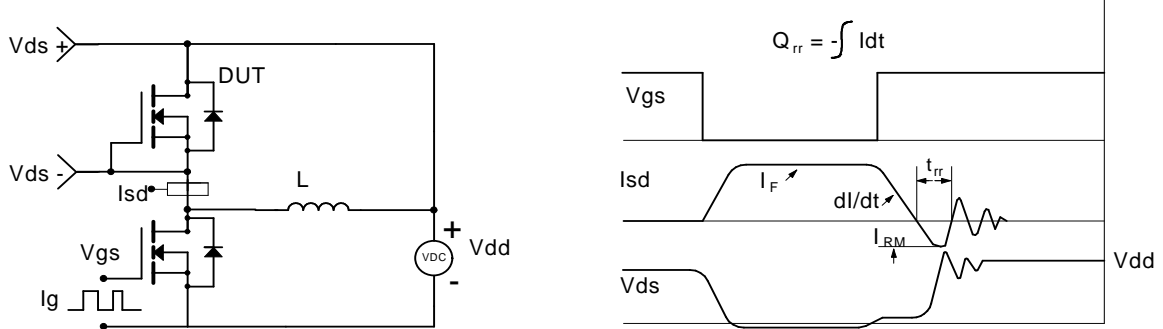 Vds +
DUT
Vds -
Isd
L
Vgs
+
VDC
-
Vdd
Ig
Q rr = - ∫ Idt
Vgs
Isd
I F
dI/dt
t rr
I RM
Vds
Vdd